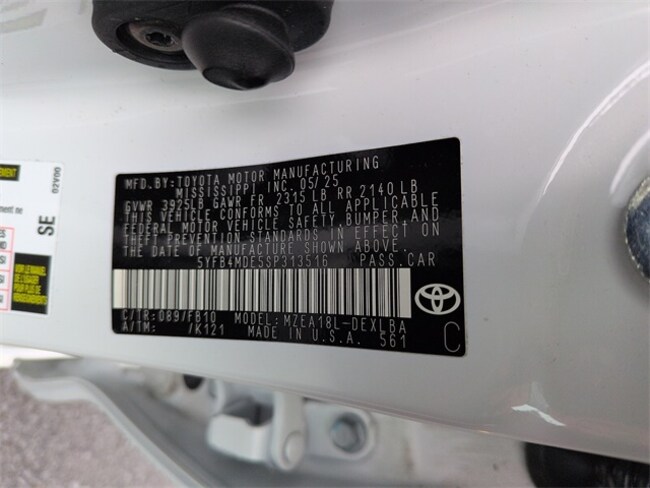 MFD.BY:TOYOTA MOTOR MANUFACTURING
MISSISSIPPI INC. 05/25
GVWR 3925LB GAWR FR 2315 LB RR 2140 LB
THIS VEHICLE CONFORMS TO ALL APPLICABLE
FEDERAL MOTOR VEHICLE SAFETY, BUMPER AND
THEFT PREVENTION STANDARDS IN EFFECT ON
THE DATE OF MANUFACTURE SHOWN ABOVE.
5YFB4MDE5SP313516 PASS.CAR
C/TR:089/FB10 MODEL:MZEA18L-DEXLBA
A/TM: /K121 MADE IN U.S.A. 561
C
02V00
SE